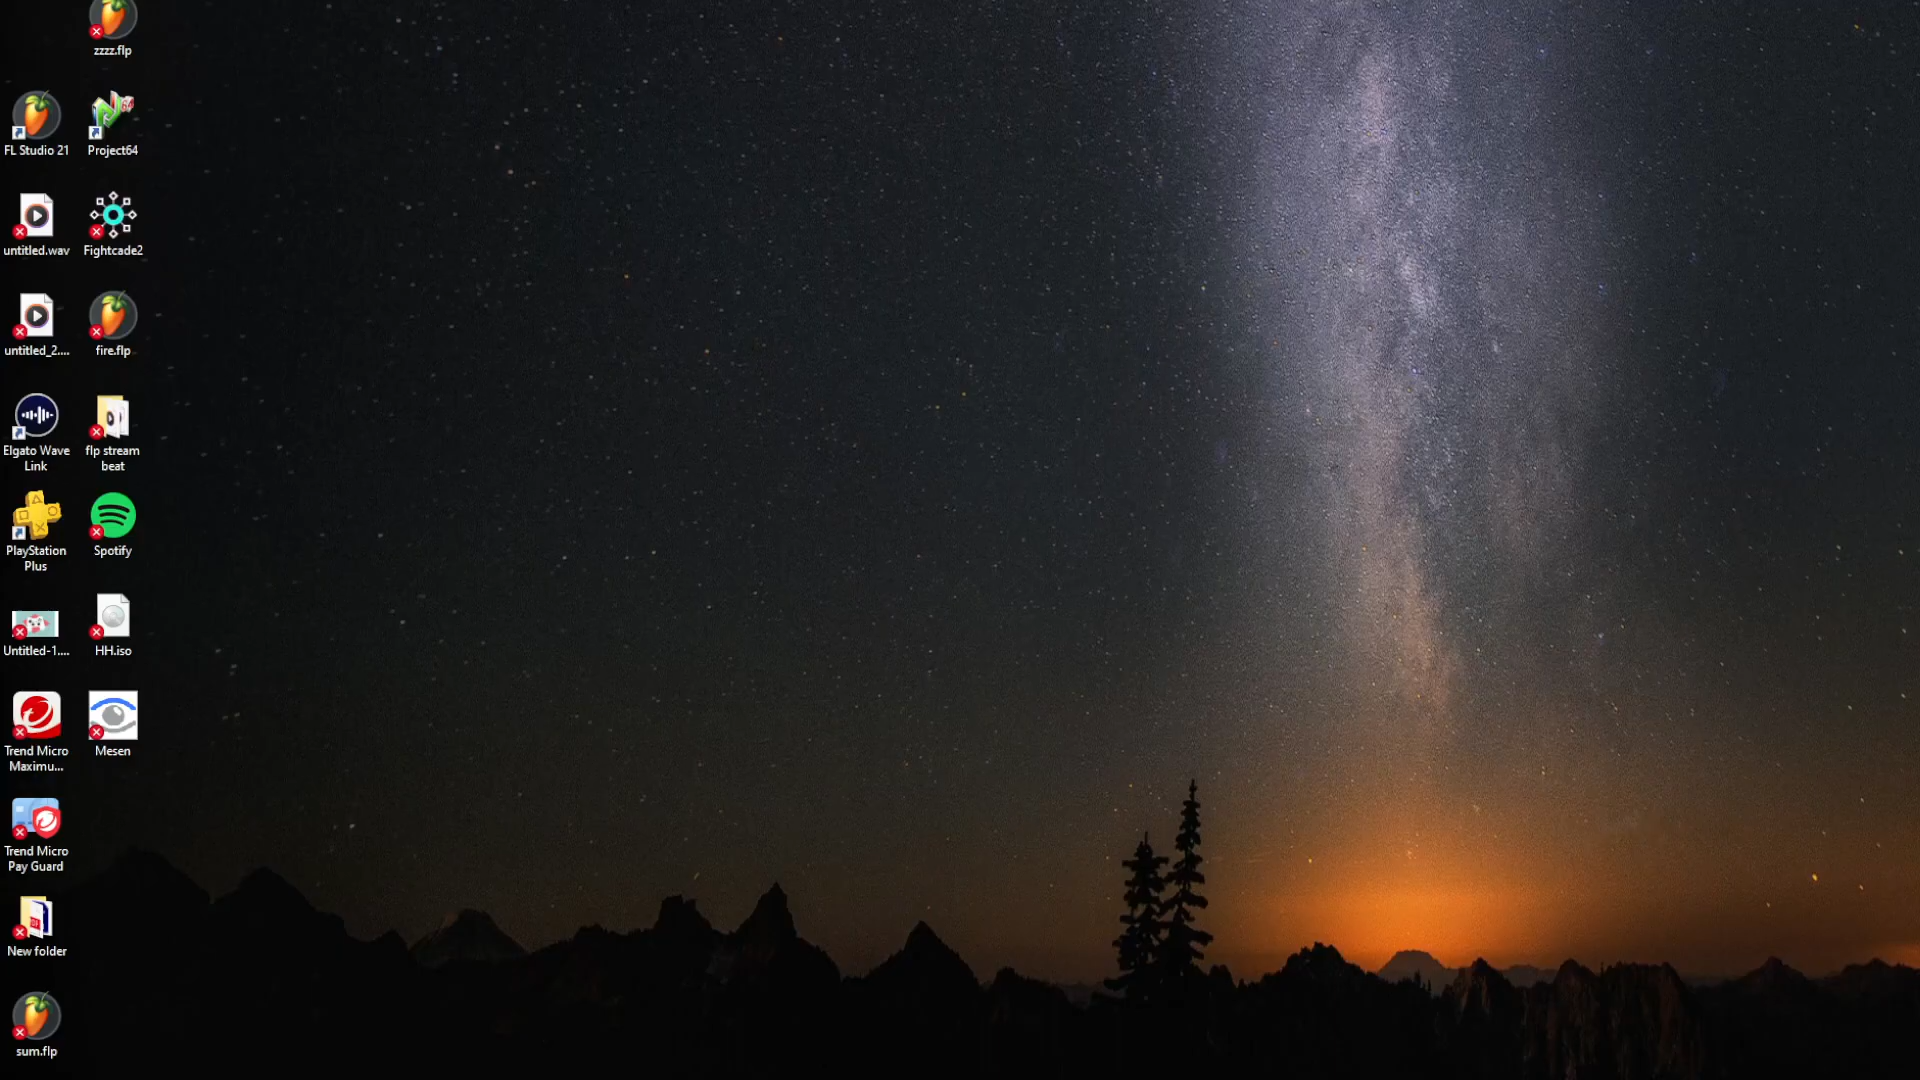 zzzz.flp
FL Studio 21
Project64
untitled.wav
Fightcade2
untitled_2....
fire.flp
Elgato Wave
Link
flp stream
beat
PlayStation
Plus
Spotify
Untitled-1....
HH.iso
Trend Micro
Maximu...
Mesen
Trend Micro
Pay Guard
New folder
sum.flp